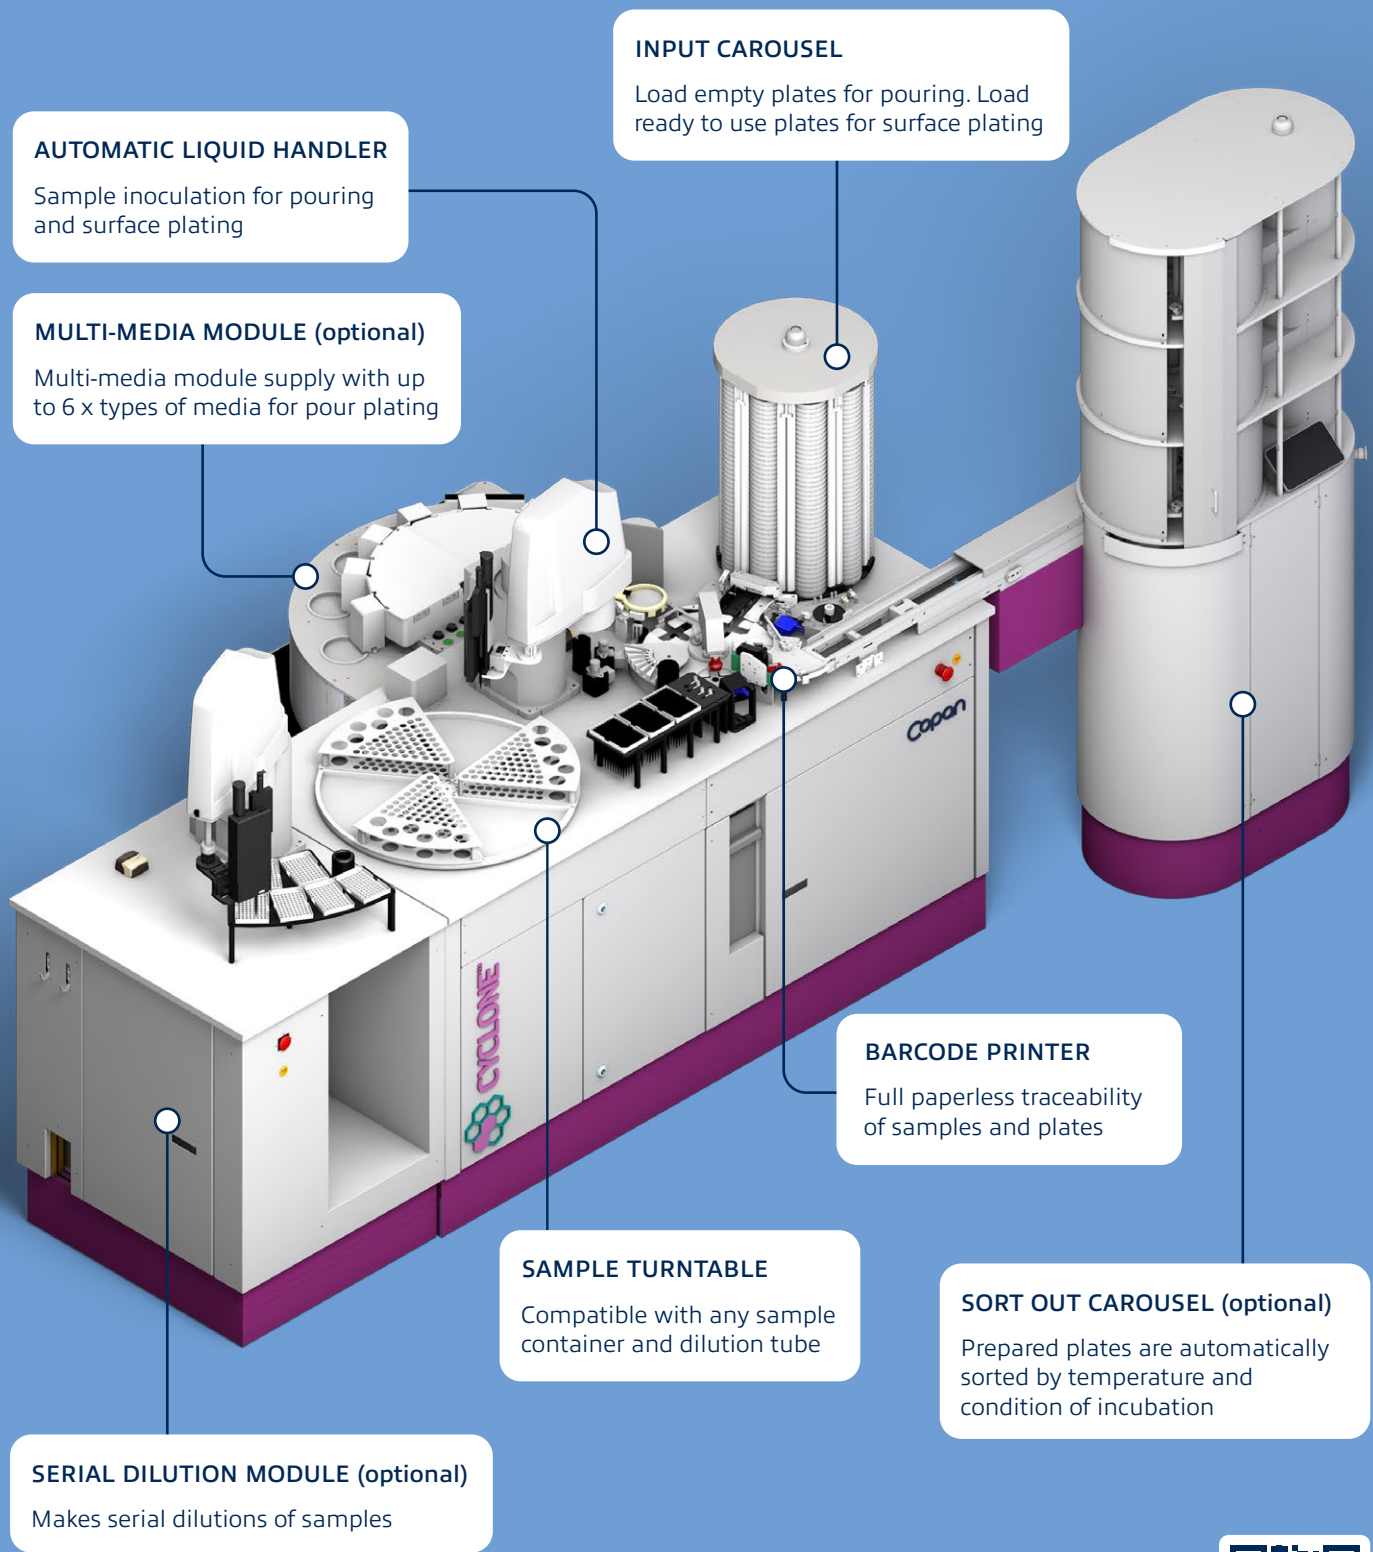 INPUT CAROUSEL
Load empty plates for pouring. Load
ready to use plates for surface plating
AUTOMATIC LIQUID HANDLER
Sample inoculation for pouring
and surface plating
MULTI-MEDIA MODULE (optional)
Multi-media module supply with up
to 6 x types of media for pour plating
Copan
CYCLONE™
BARCODE PRINTER
Full paperless traceability
of samples and plates
SAMPLE TURNTABLE
Compatible with any sample
container and dilution tube
SORT OUT CAROUSEL (optional)
Prepared plates are automatically
sorted by temperature and
condition of incubation
SERIAL DILUTION MODULE (optional)
Makes serial dilutions of samples